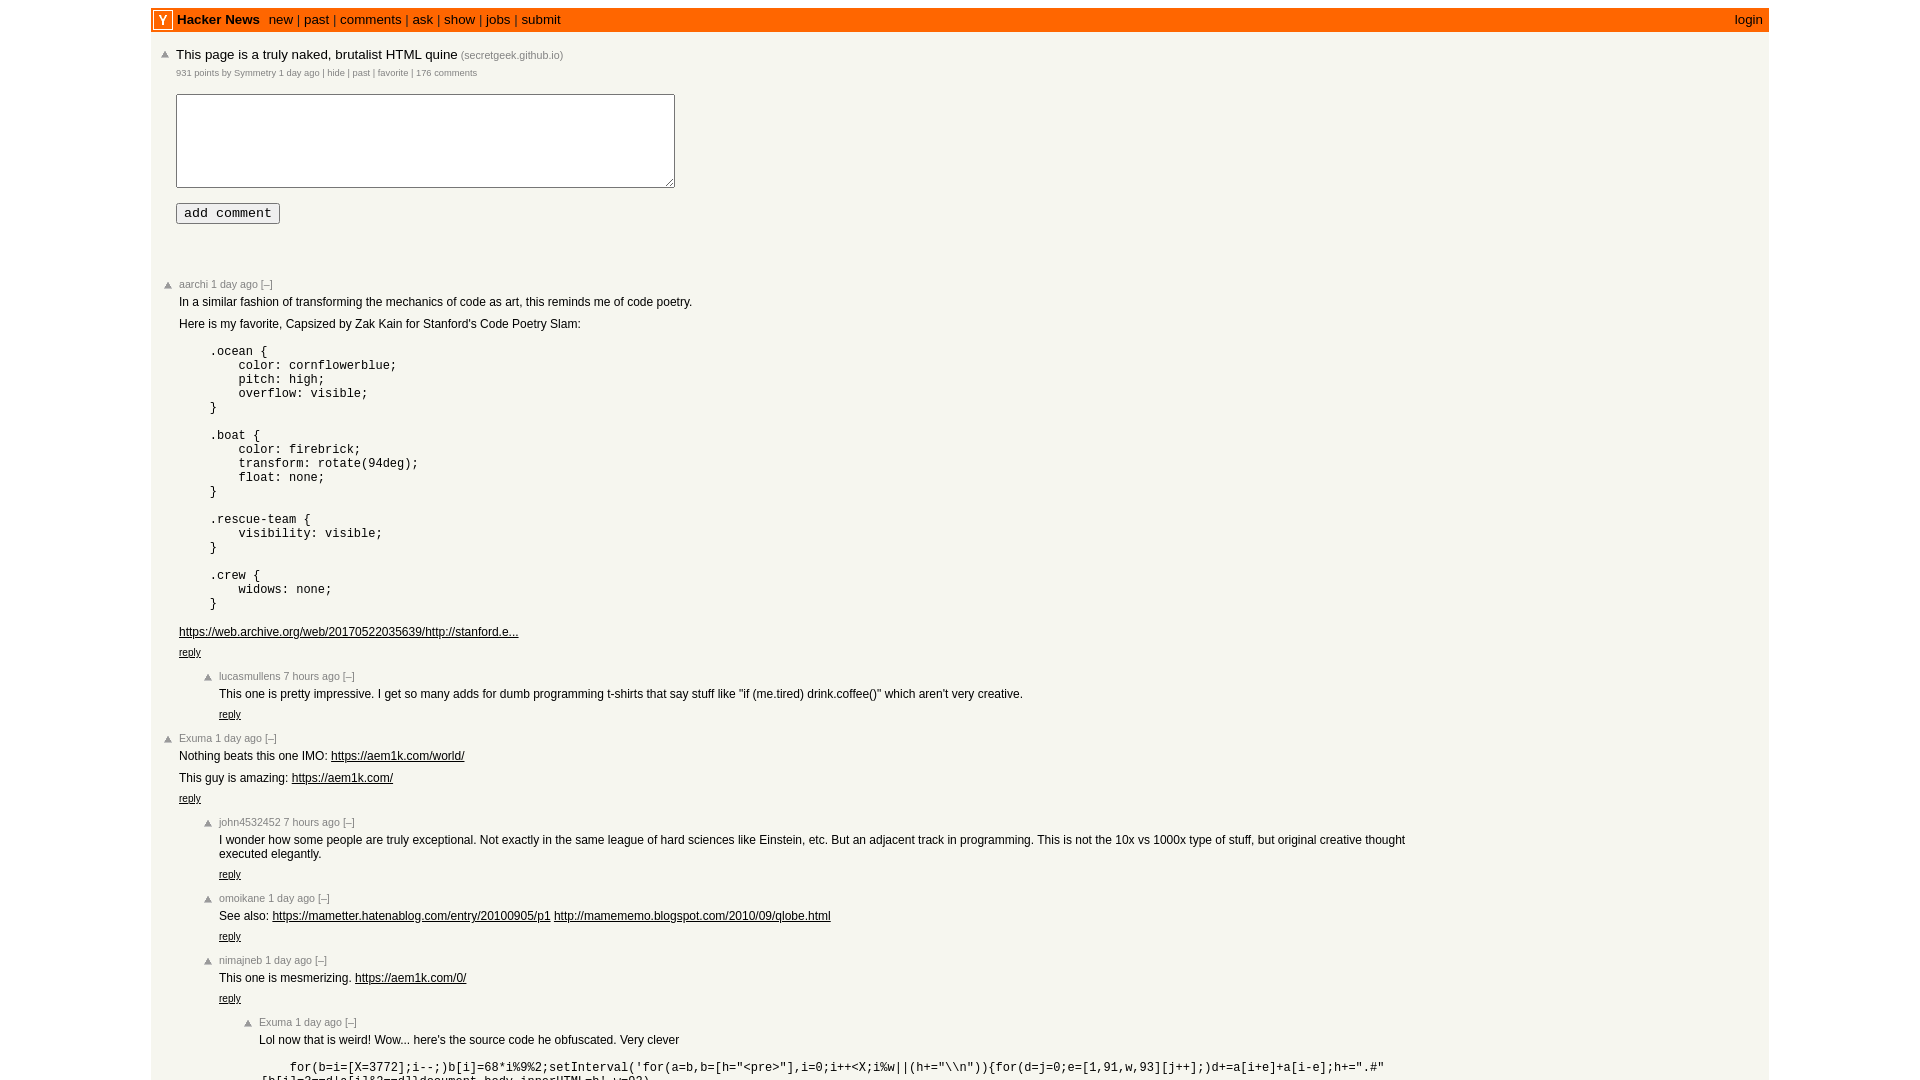 Y Hacker News new | past | comments | ask | show | jobs | submit login
This page is a truly naked, brutalist HTML quine (secretgeek.github.io)
931 points by Symmetry 1 day ago | hide | past | favorite | 176 comments
add comment
aarchi 1 day ago [–]
In a similar fashion of transforming the mechanics of code as art, this reminds me of code poetry.
Here is my favorite, Capsized by Zak Kain for Stanford's Code Poetry Slam:
.ocean {
color: cornflowerblue;
pitch: high;
overflow: visible;
}
.boat {
color: firebrick;
transform: rotate(94deg);
float: none;
}
.rescue-team {
visibility: visible;
}
.crew {
widows: none;
}
https://web.archive.org/web/20170522035639/http://stanford.e...
reply
lucasmullens 7 hours ago [–]
This one is pretty impressive. I get so many adds for dumb programming t-shirts that say stuff like "if (me.tired) drink.coffee()" which aren't very creative.
reply
Exuma 1 day ago [–]
Nothing beats this one IMO: https://aem1k.com/world/
This guy is amazing: https://aem1k.com/
reply
john4532452 7 hours ago [–]
I wonder how some people are truly exceptional. Not exactly in the same league of hard sciences like Einstein, etc. But an adjacent track in programming. This is not the 10x vs 1000x type of stuff, but original creative thought
executed elegantly.
reply
omoikane 1 day ago [–]
See also: https://mametter.hatenablog.com/entry/20100905/p1 http://mamememo.blogspot.com/2010/09/qlobe.html
reply
nimajneb 1 day ago [–]
This one is mesmerizing. https://aem1k.com/0/
reply
Exuma 1 day ago [–]
Lol now that is weird! Wow... here's the source code he obfuscated. Very clever
for(b=i=[X=3772];i--;)b[i]=68*i%9%2;setInterval('for(a=b,b=[h="<pre>"],i=0;i++<X;i%w||(h+="\\n")){for(d=j=0;e=[1,91,w,93][j++];)d+=a[i+e]+a[i-e];h+=".#"